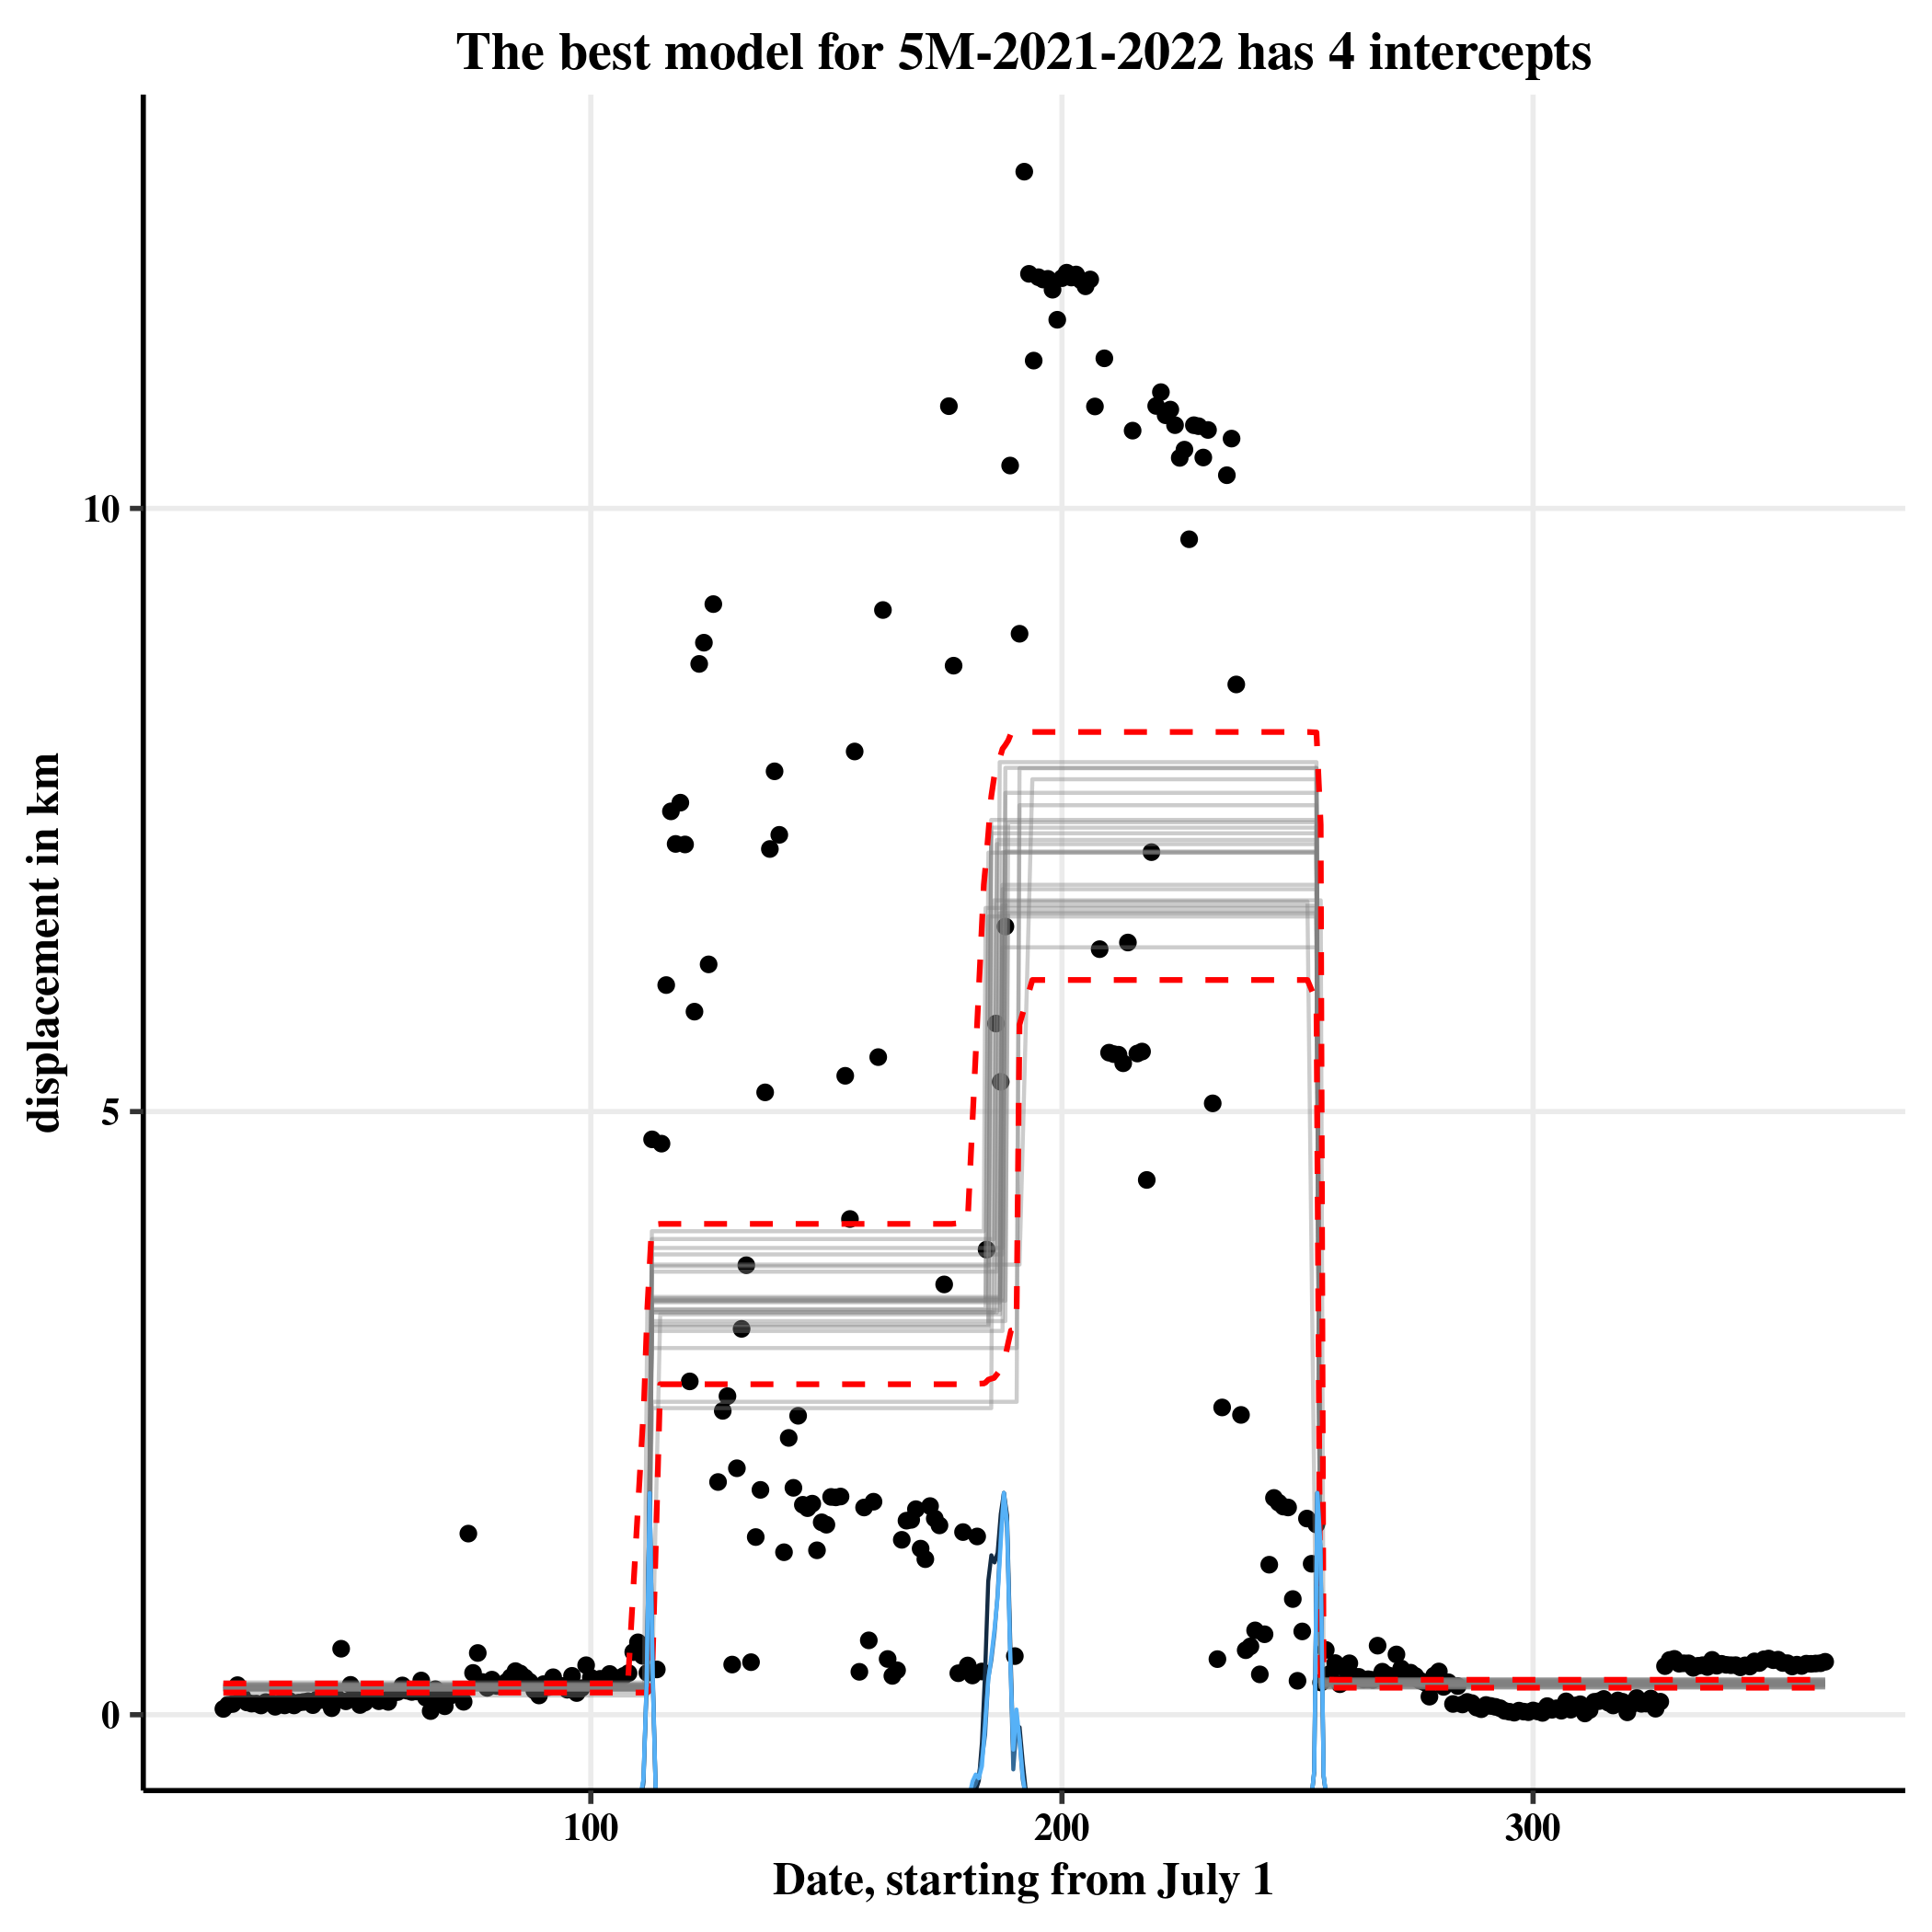 The best model for 5M-2021-2022 has 4 intercepts
displacement in km
10
5
0
100 200 300
Date, starting from July 1